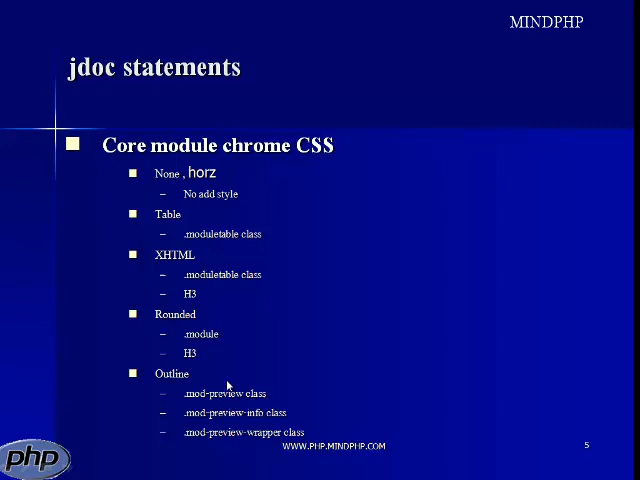 MINDPHP
jdoc statements
Core module chrome CSS
None , horz
– No add style
Table
– .moduletable class
XHTML
– .moduletable class
– H3
Rounded
– .module
– H3
Outline
– .mod-preview class
– .mod-preview-info class
– .mod-preview-wrapper class
WWW.PHP.MINDPHP.COM
5
php